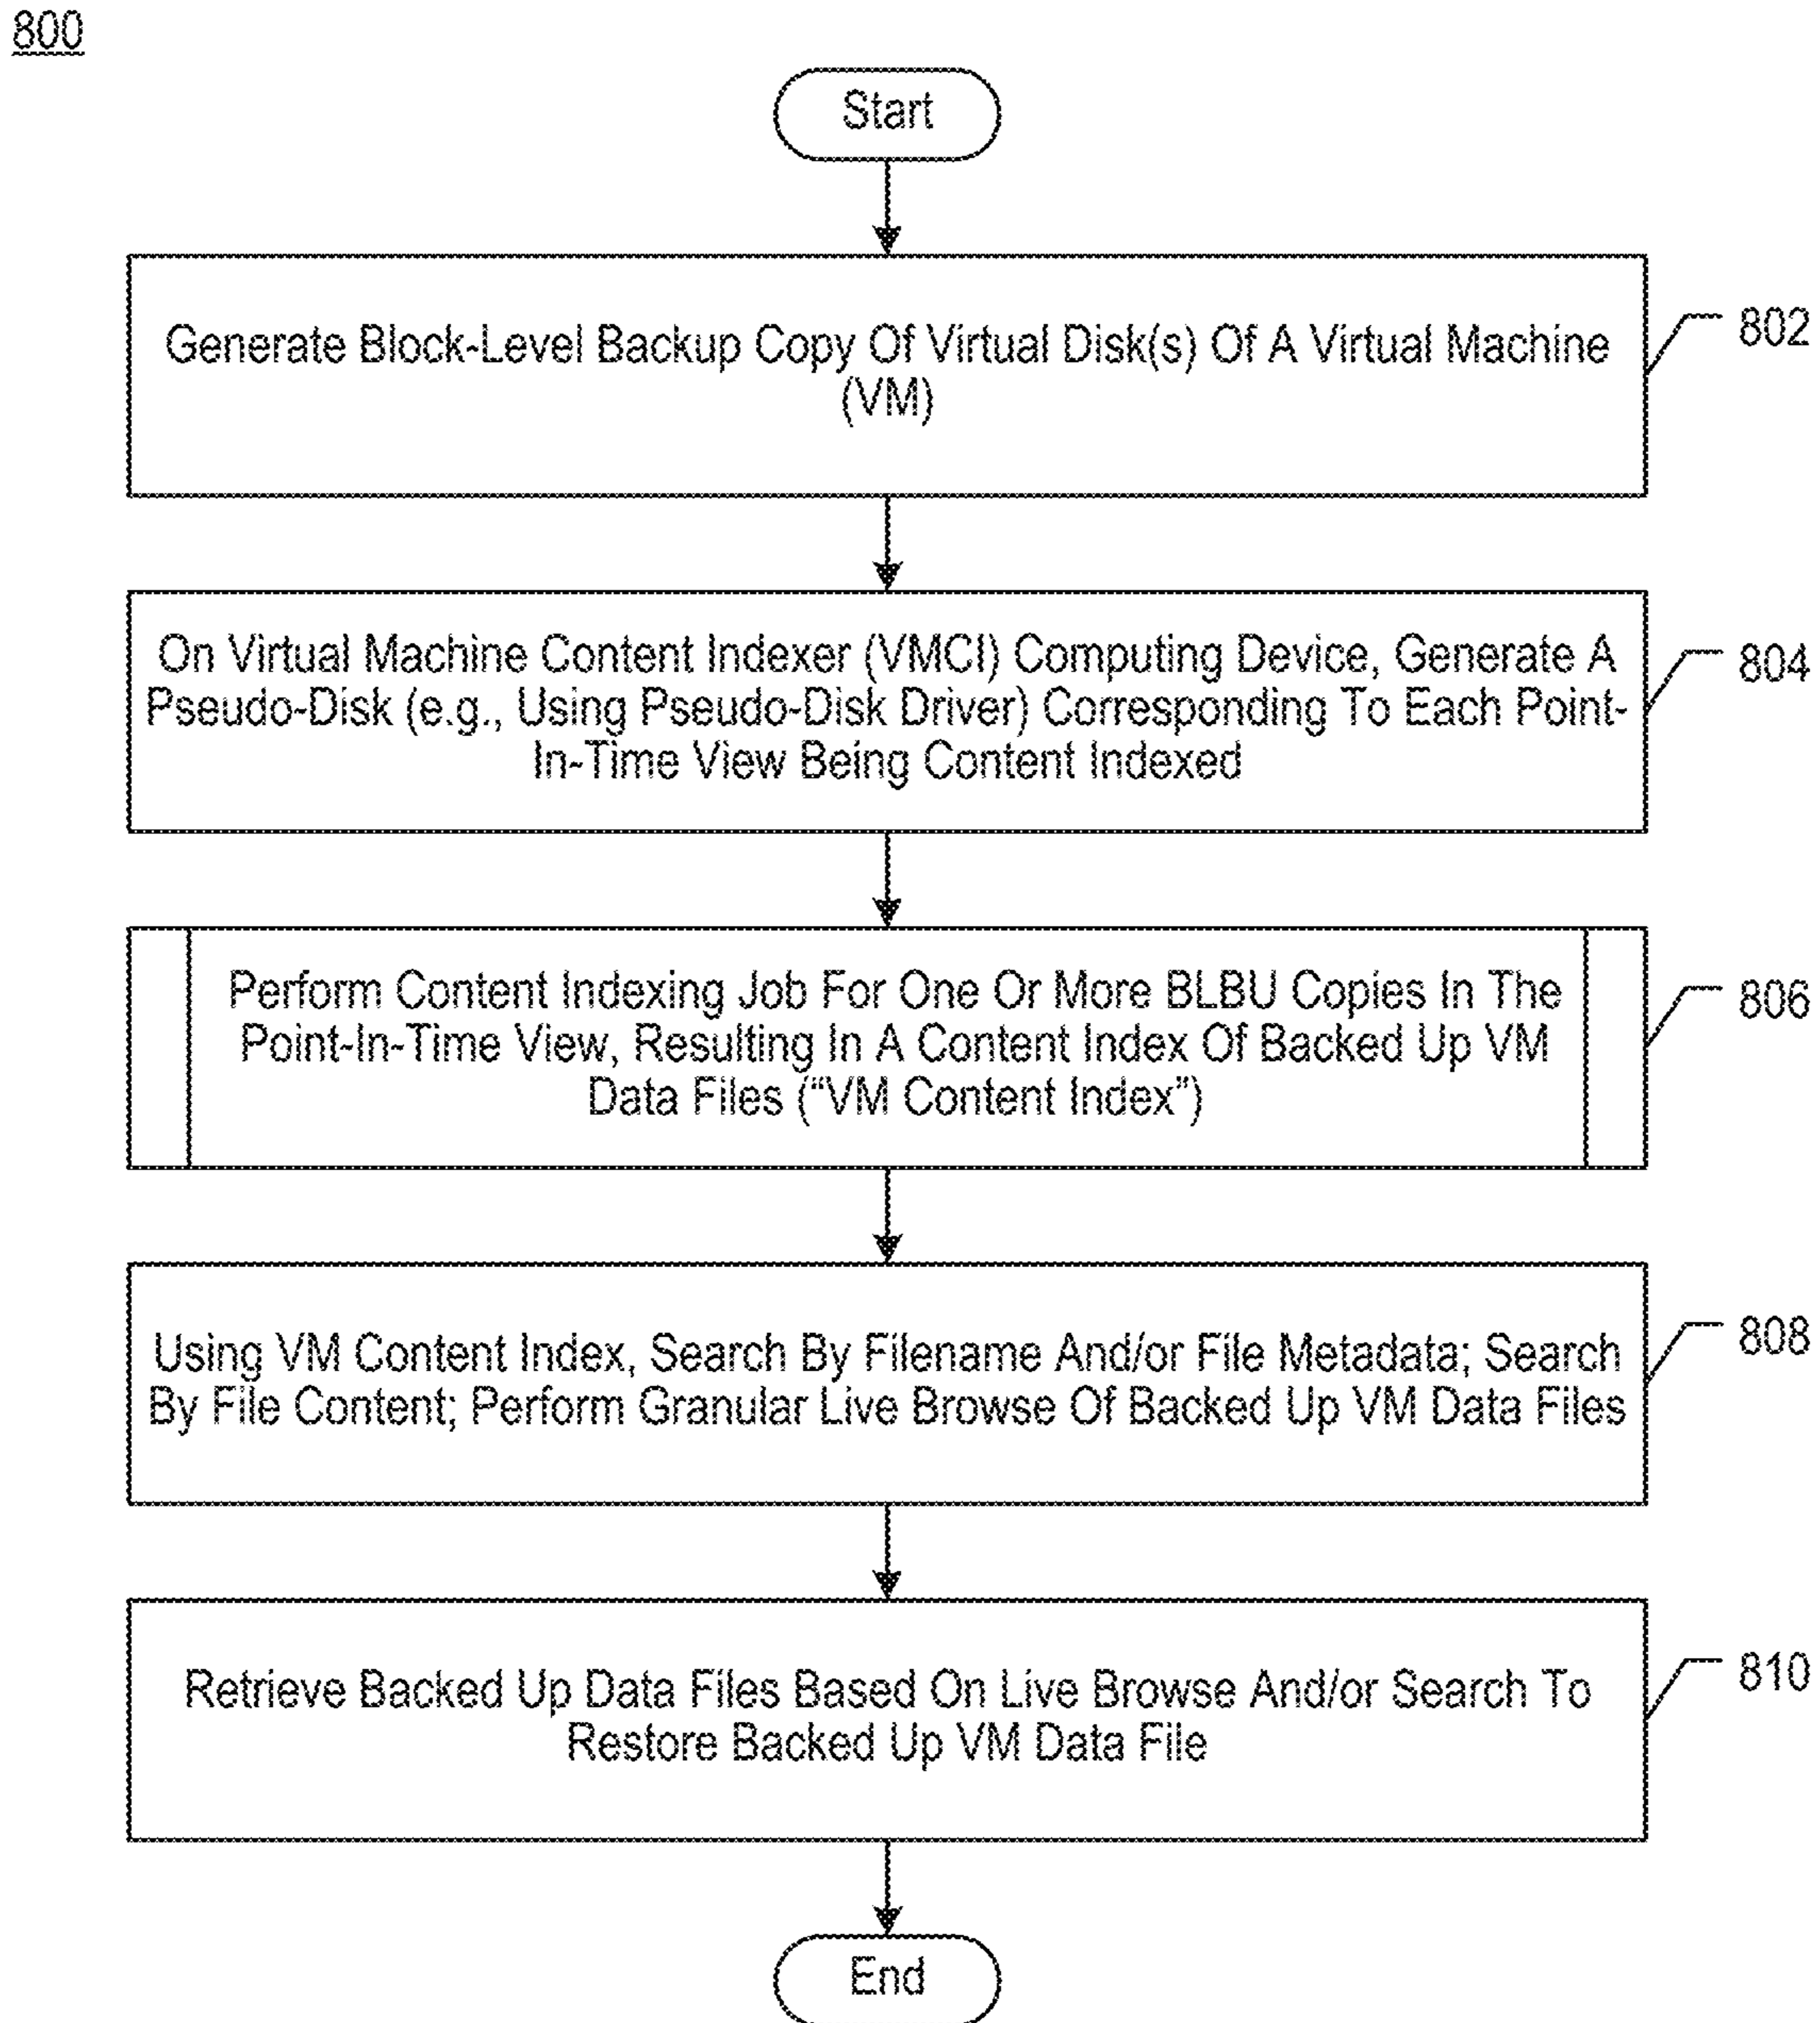 800
Start
Generate Block-Level Backup Copy Of Virtual Disk(s) Of A Virtual Machine
(VM)
802
On Virtual Machine Content Indexer (VMCI) Computing Device, Generate A
Pseudo-Disk (e.g., Using Pseudo-Disk Driver) Corresponding To Each Point-
In-Time View Being Content Indexed
804
Perform Content Indexing Job For One Or More BLBU Copies In The
Point-In-Time View, Resulting In A Content Index Of Backed Up VM
Data Files (“VM Content Index”)
806
Using VM Content Index, Search By Filename And/or File Metadata; Search
By File Content; Perform Granular Live Browse Of Backed Up VM Data Files
808
Retrieve Backed Up Data Files Based On Live Browse And/or Search To
Restore Backed Up VM Data File
810
End